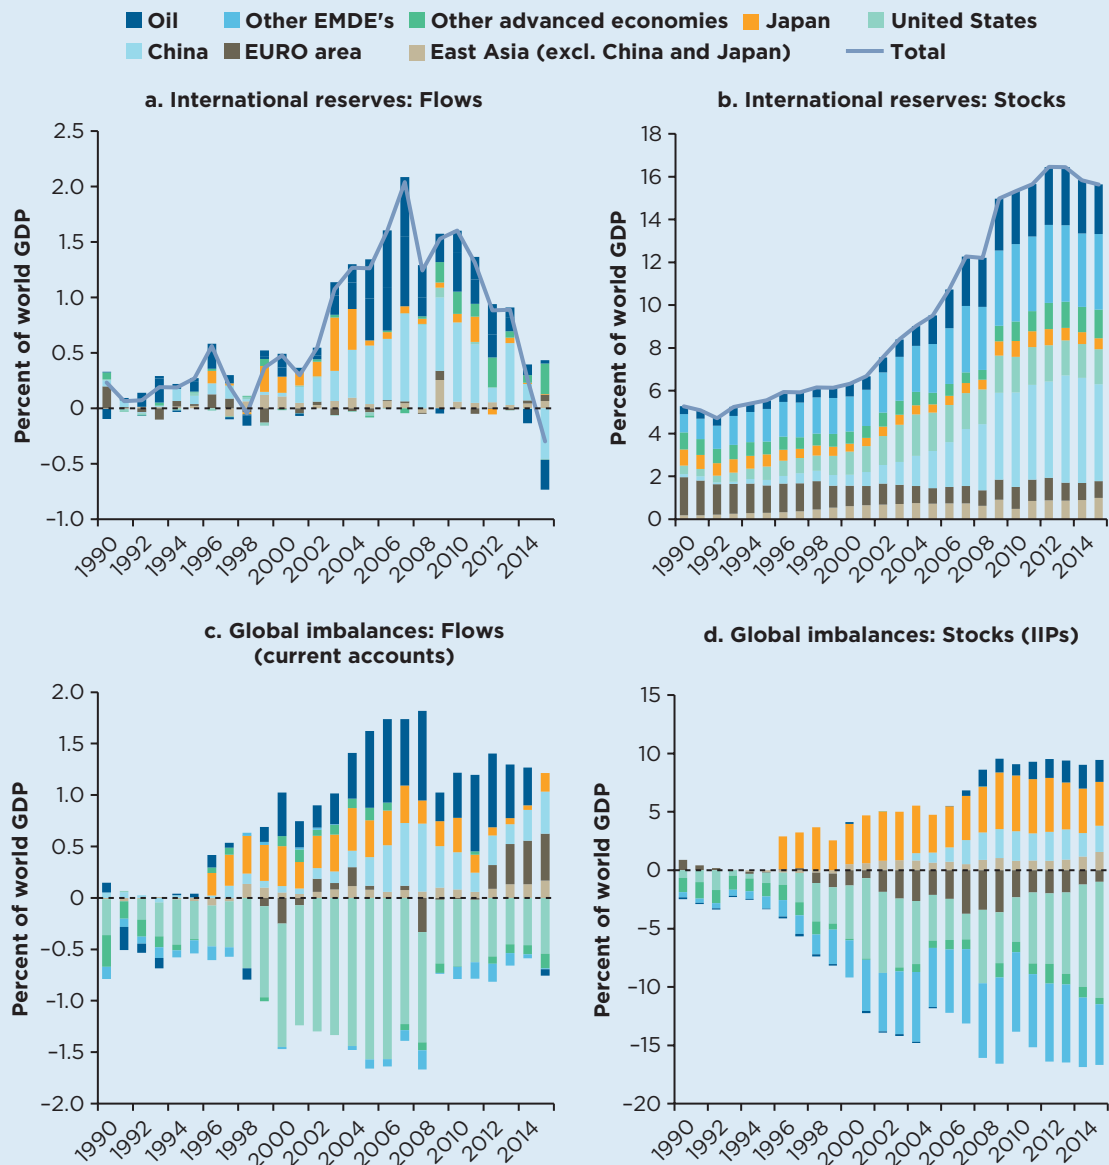 Oil Other EMDE's Other advanced economies Japan United States
China EURO area East Asia (excl. China and Japan) Total
a. International reserves: Flows
Percent of world GDP
2.5
2.0
1.5
1.0
0.5
0
–0.5
–1.0
1990 1992 1994 1996 1998 2000 2002 2004 2006 2008 2010 2012 2014
b. International reserves: Stocks
Percent of world GDP
18
16
14
12
10
8
6
4
2
0
1990 1992 1994 1996 1998 2000 2002 2004 2006 2008 2010 2012 2014
c. Global imbalances: Flows
(current accounts)
Percent of world GDP
2.0
1.5
1.0
0.5
0
–0.5
–1.0
–1.5
–2.0
1990 1992 1994 1996 1998 2000 2002 2004 2006 2008 2010 2012 2014
d. Global imbalances: Stocks (IIPs)
Percent of world GDP
15
10
5
0
–5
–10
–15
–20
1990 1992 1994 1996 1998 2000 2002 2004 2006 2008 2010 2012 2014